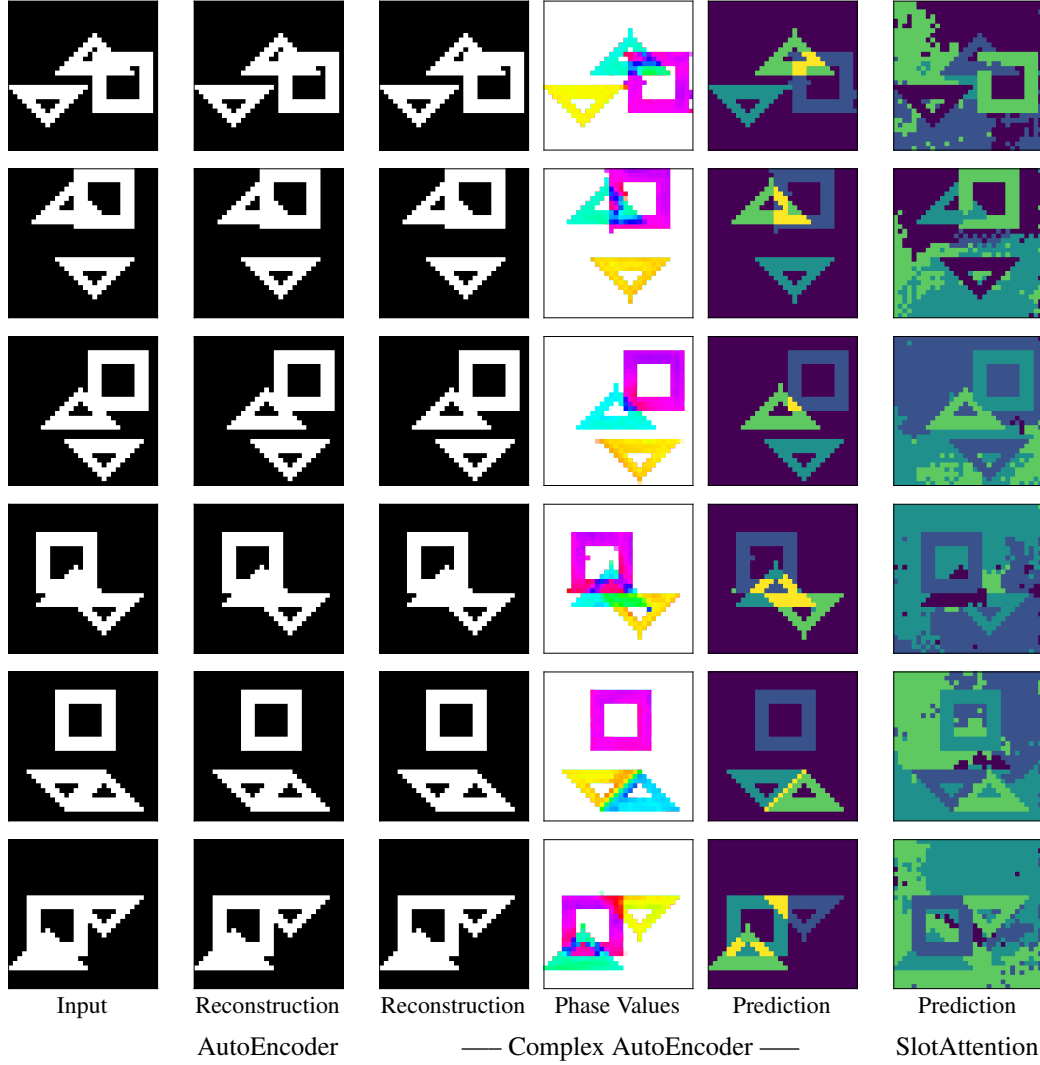 Input Reconstruction Reconstruction Phase Values Prediction Prediction
AutoEncoder —– Complex AutoEncoder —– SlotAttention